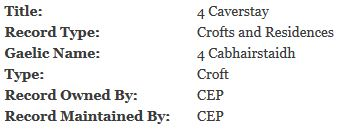 Title: 4 Caverstay
Record Type: Crofts and Residences
Gaelic Name: 4 Cabhairstaidh
Type: Croft
Record Owned By: CEP
Record Maintained By: CEP